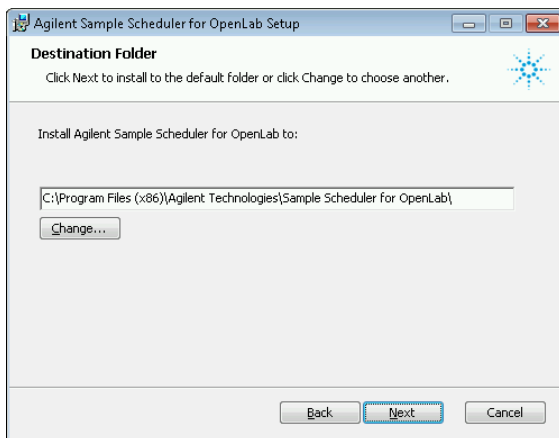 Agilent Sample Scheduler for OpenLab Setup
Destination Folder
Click Next to install to the default folder or click Change to choose another.
Install Agilent Sample Scheduler for OpenLab to:
C:\Program Files (x86)\Agilent Technologies\Sample Scheduler for OpenLab\
Change...
Back Next Cancel